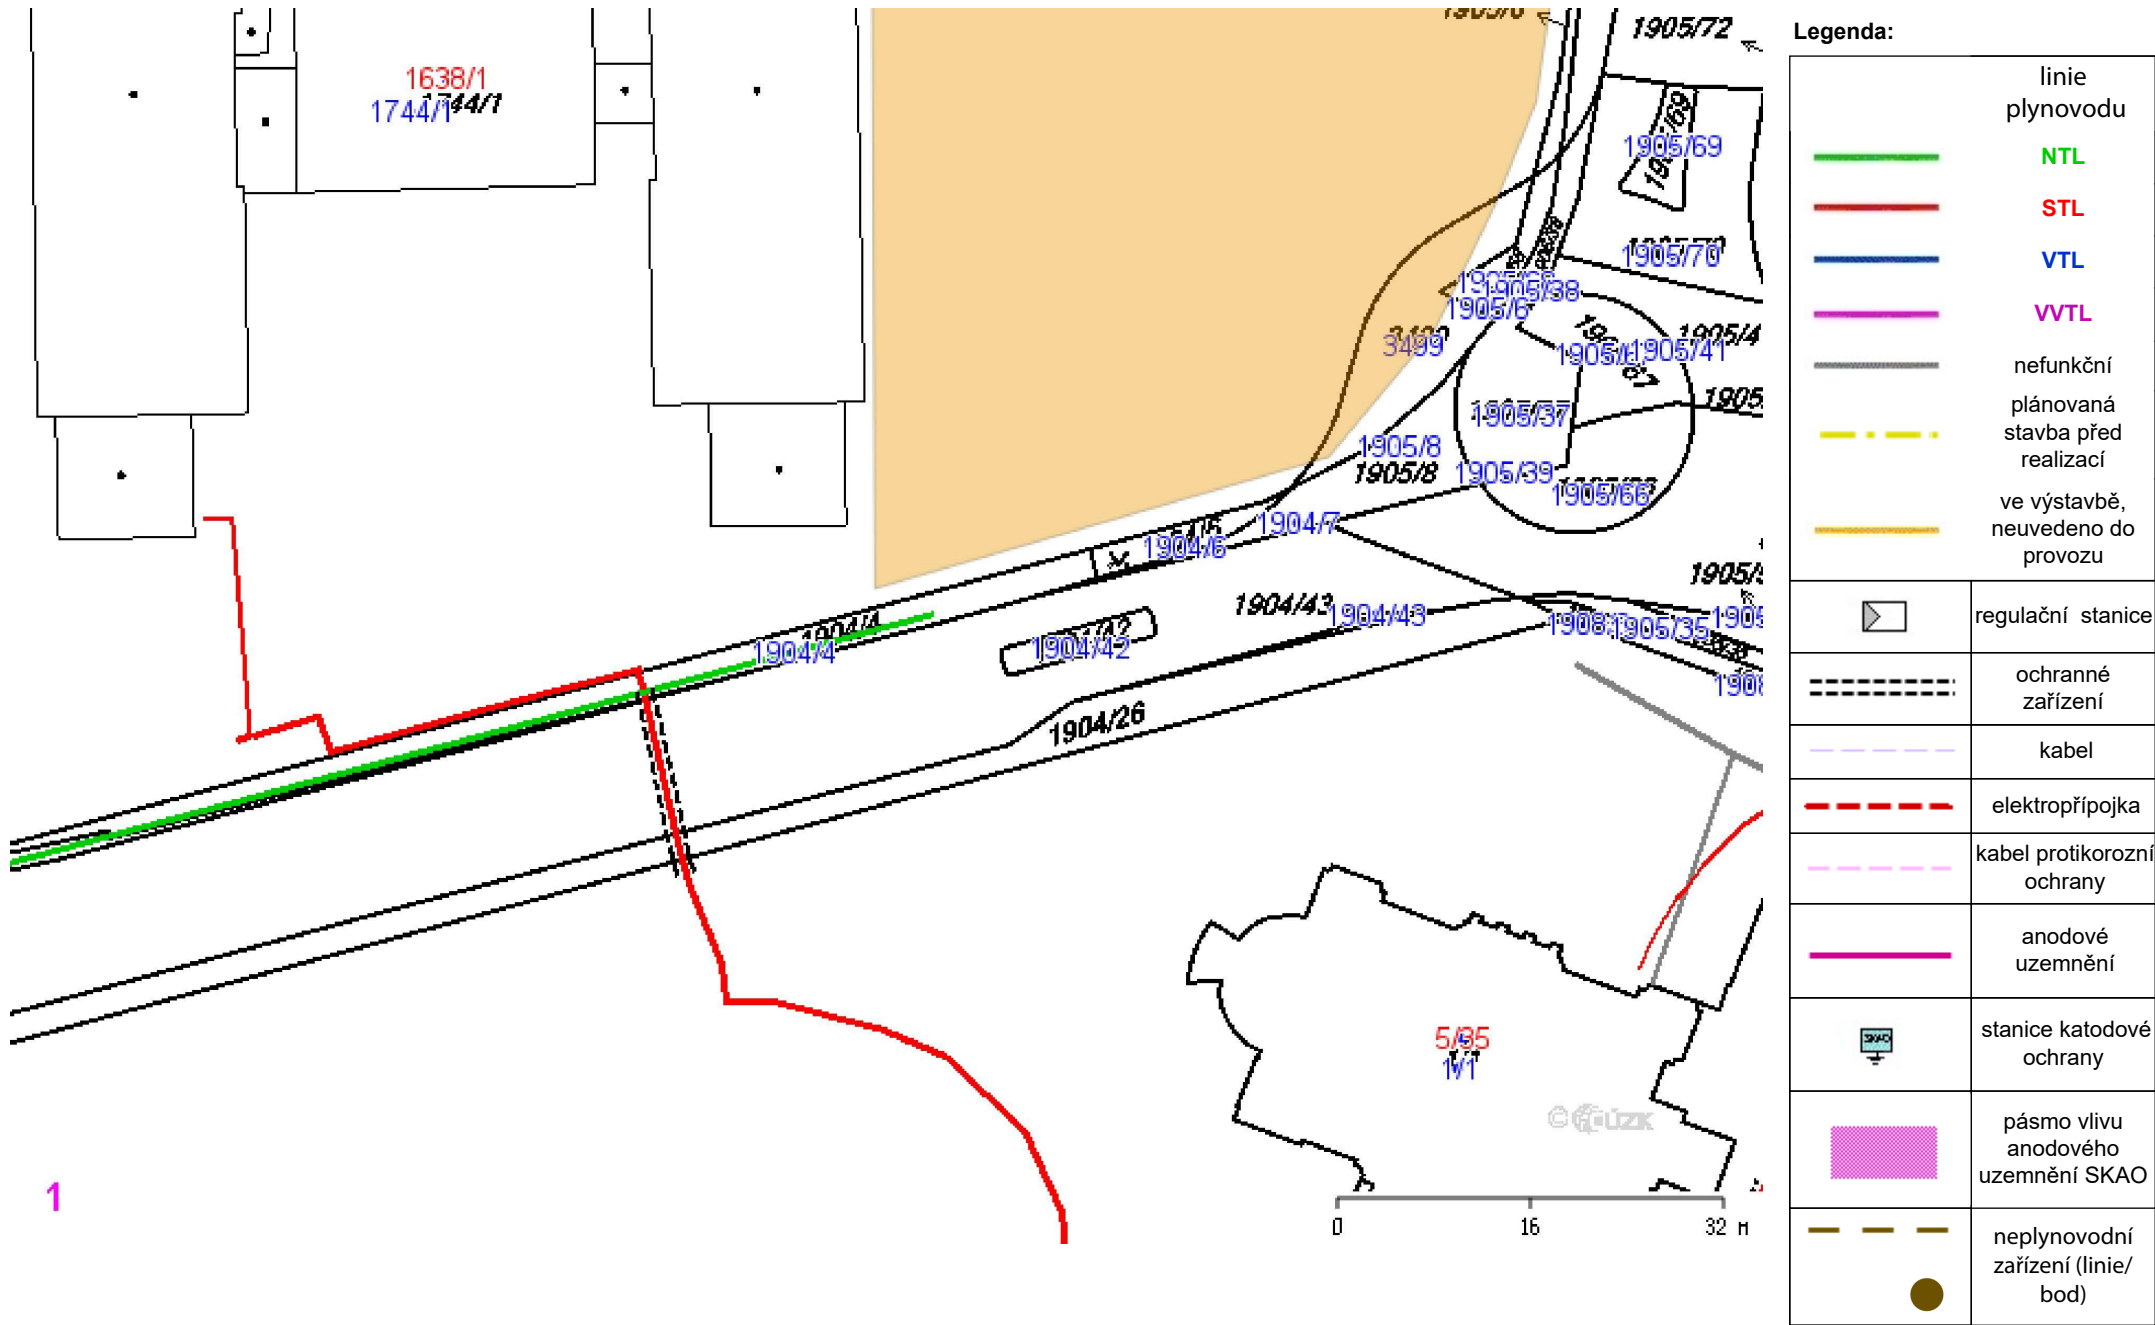 1905/72
1638/1
1744/1
1744/1
1905/69
1905/70
1905/38
1905/6
3499
1905/41
1905/4
1905/37
1905/8
1905/8
1905/39
1905/66
1904/7
1904/6
1904/43
1904/43
1904/4
1904/4
1904/42
1905/35
1904/26
5/35
1/1
1
0 16 32 M
Legenda:
linie
plynovodu
NTL
STL
VTL
VVTL
nefunkční
plánovaná
stavba před
realizací
ve výstavbě,
neuvedeno do
provozu
regulační stanice
ochranné
zařízení
kabel
elektropřípojka
kabel protikorozní
ochrany
anodové
uzemnění
SKAO
stanice katodové
ochrany
pásmo vlivu
anodového
uzemnění SKAO
neplynovodní
zařízení (linie/
bod)